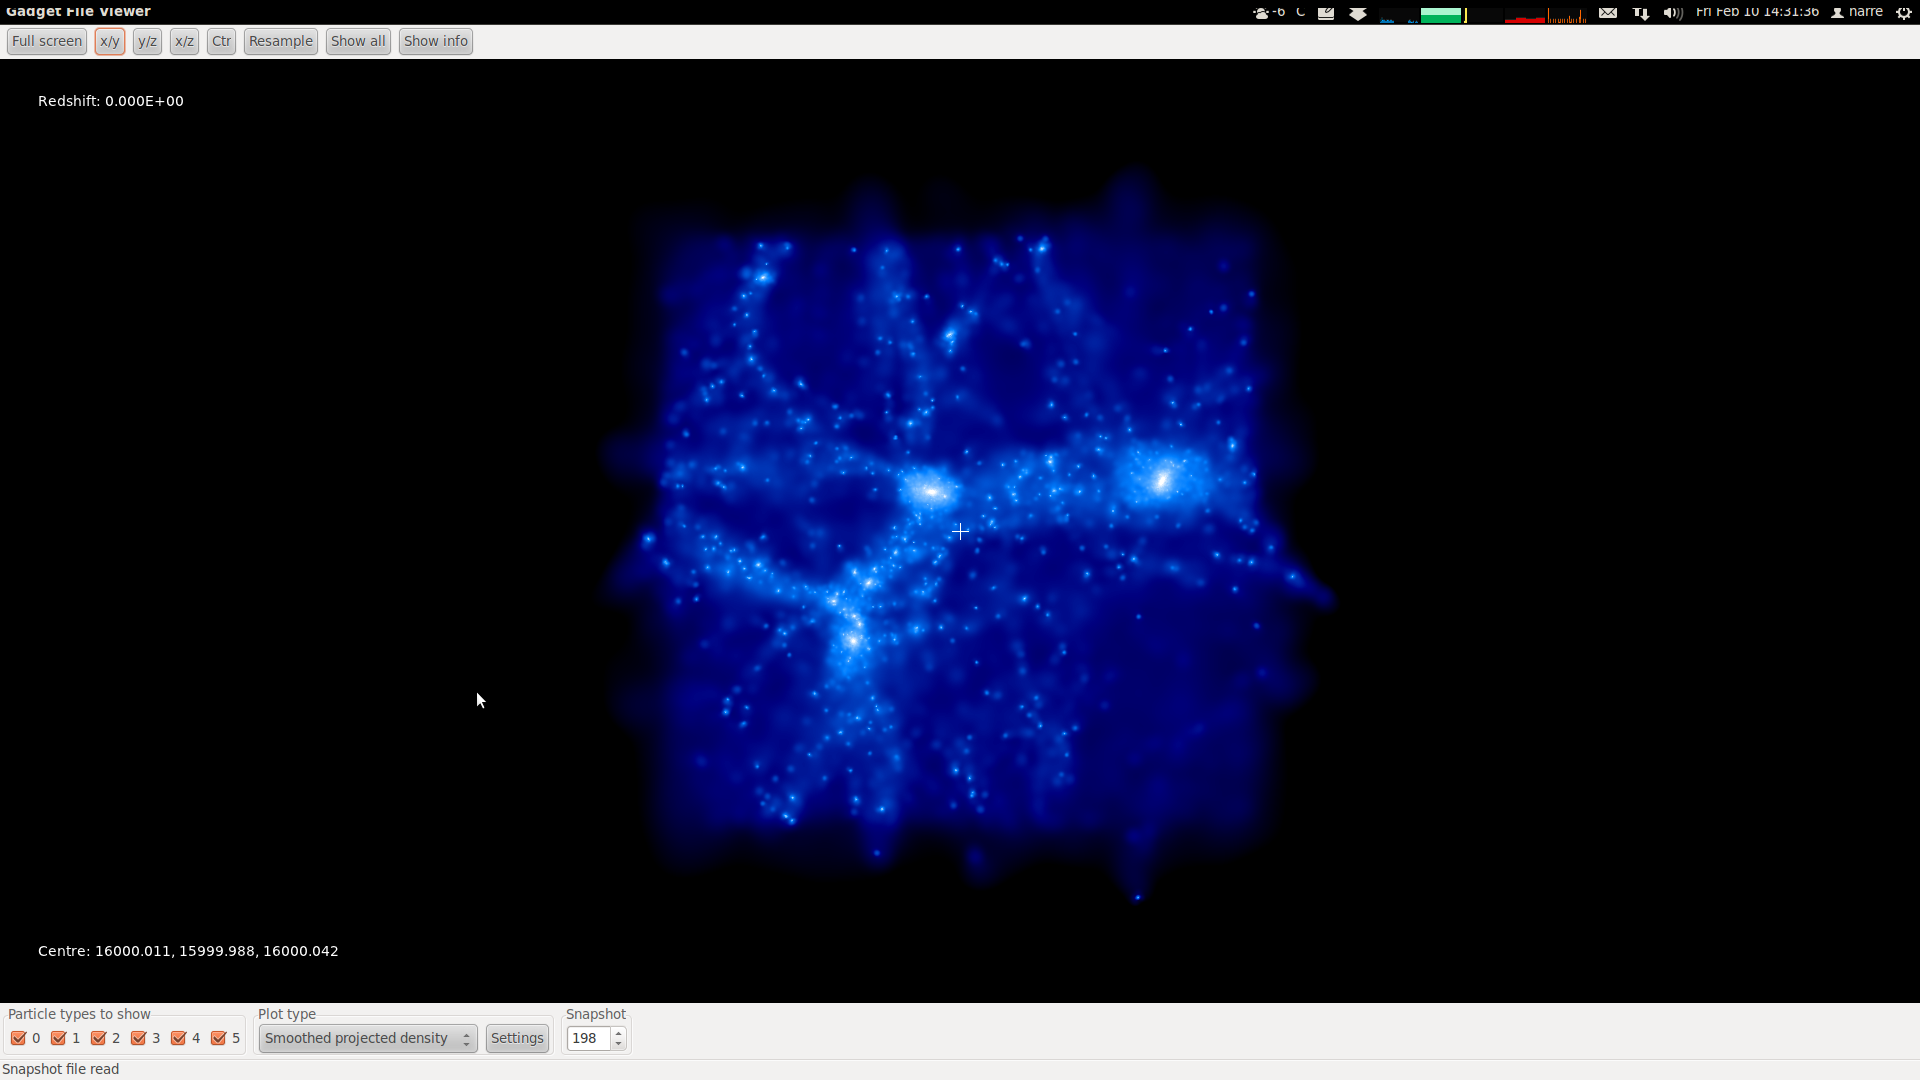 Gadget File Viewer -6 C Fri Feb 10 14:31:36 narre
Full screen x/y y/z x/z Ctr Resample Show all Show info
Redshift: 0.000E+00
Centre: 16000.011, 15999.988, 16000.042
Particle types to show Plot type Snapshot
0 1 2 3 4 5 Smoothed projected density Settings 198
Snapshot file read